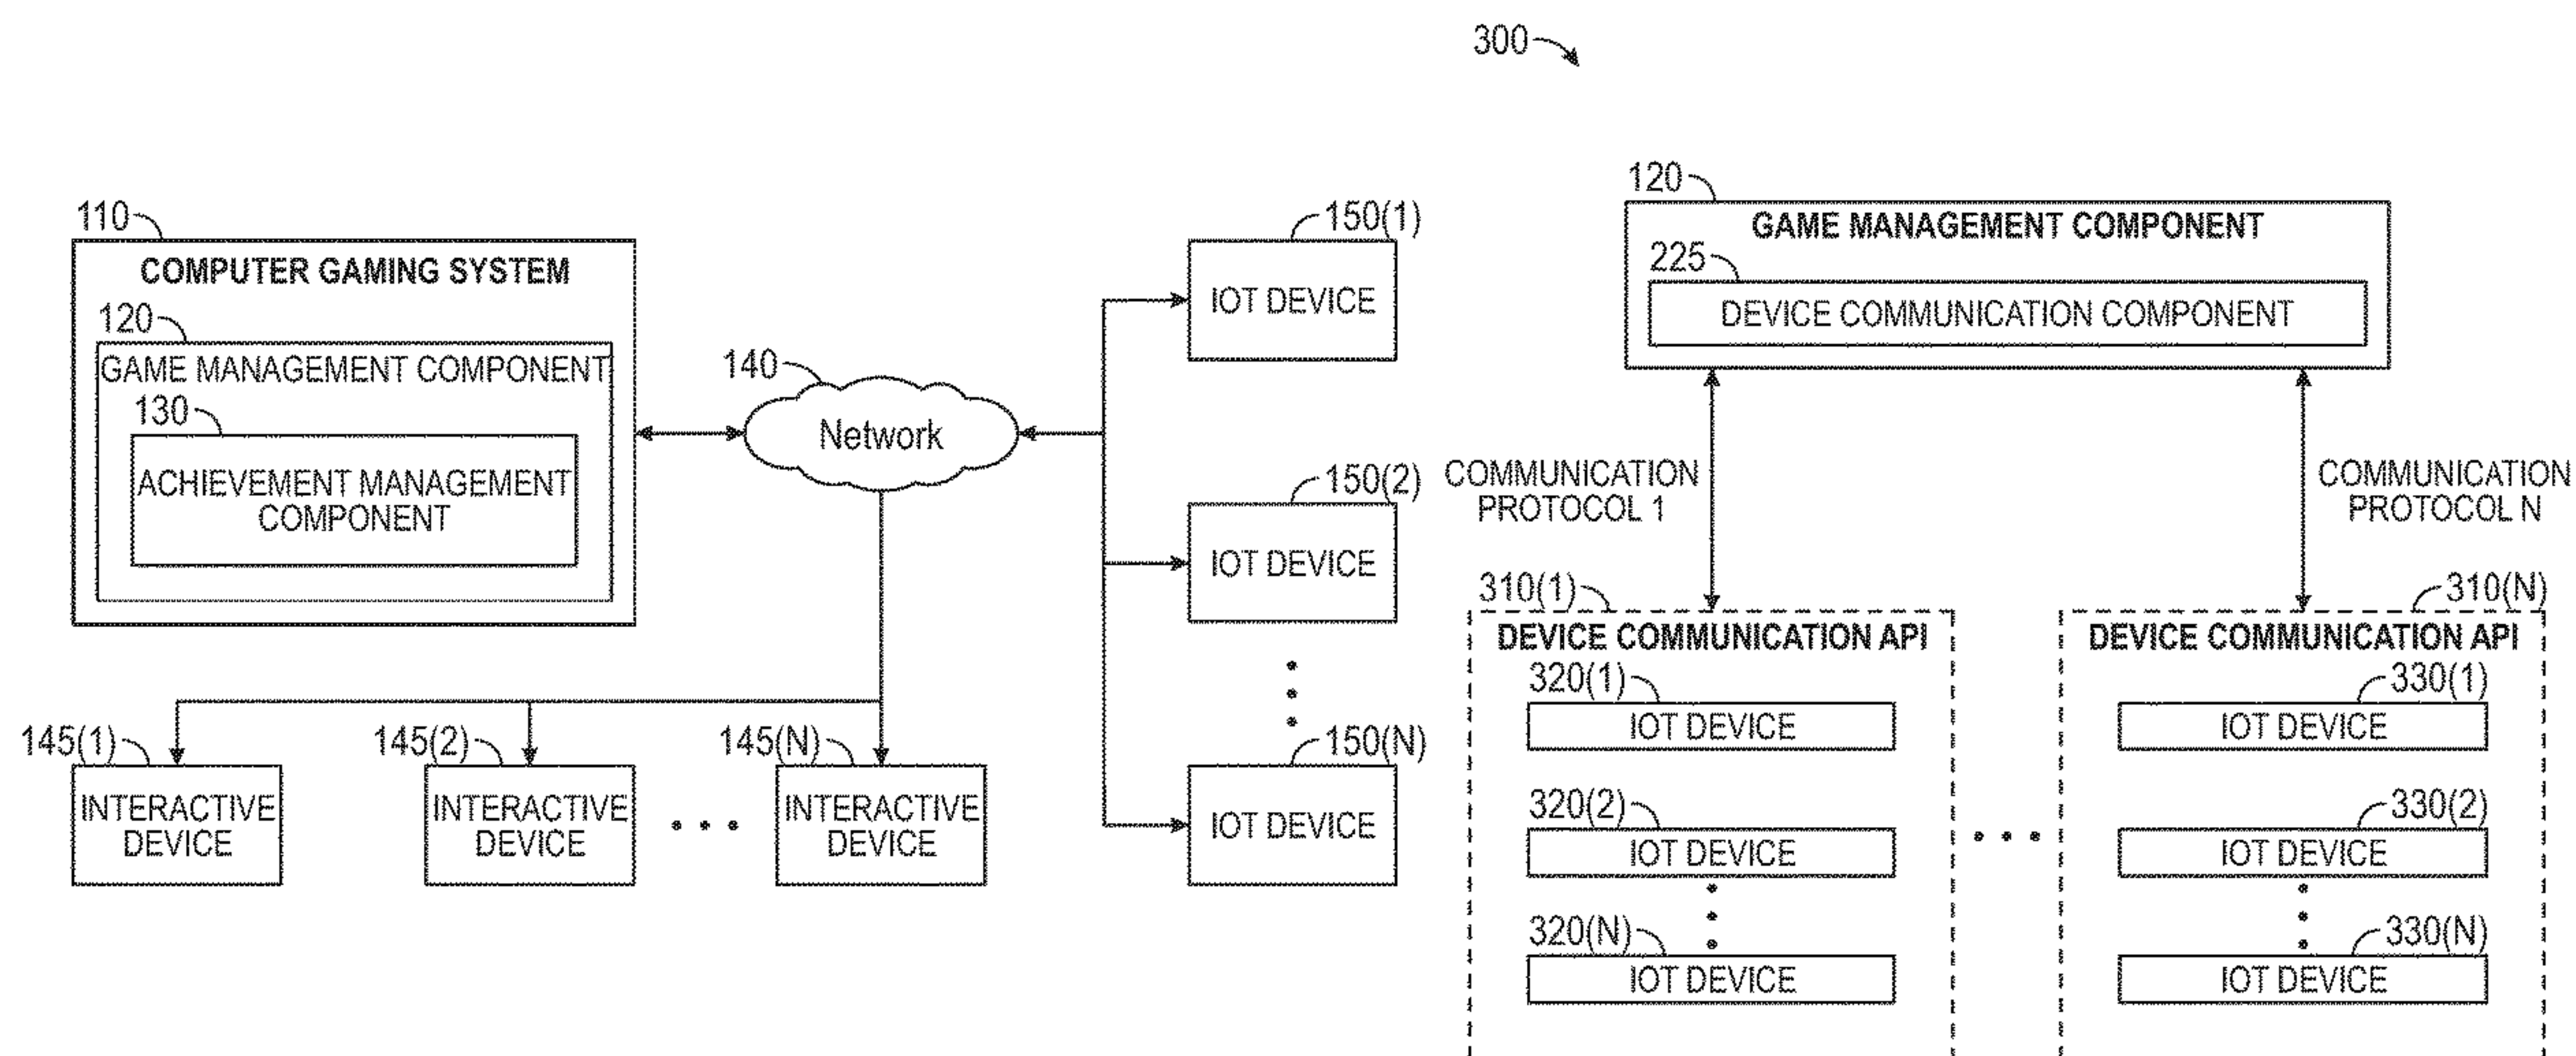 300
110
COMPUTER GAMING SYSTEM
120
GAME MANAGEMENT COMPONENT
130
ACHIEVEMENT MANAGEMENT
COMPONENT
140
Network
150(1)
IOT DEVICE
150(2)
IOT DEVICE
150(N)
IOT DEVICE
145(1)
INTERACTIVE
DEVICE
145(2)
INTERACTIVE
DEVICE
145(N)
INTERACTIVE
DEVICE
120
GAME MANAGEMENT COMPONENT
225
DEVICE COMMUNICATION COMPONENT
COMMUNICATION
PROTOCOL 1
COMMUNICATION
PROTOCOL N
310(1)
DEVICE COMMUNICATION API
320(1)
IOT DEVICE
320(2)
IOT DEVICE
320(N)
IOT DEVICE
310(N)
DEVICE COMMUNICATION API
330(1)
IOT DEVICE
330(2)
IOT DEVICE
330(N)
IOT DEVICE